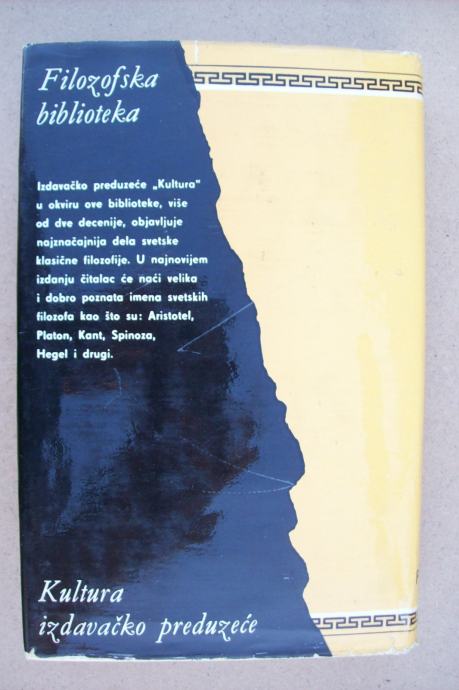 Filozofska
biblioteka
Izdavačko preduzeće „Kultura“
u okviru ove biblioteke, više
od dve decenije, objavljuje
najznačajnija dela svetske
klasične filozofije. U najnovijem
izdanju čitalac će naći velika
i dobro poznata imena svetskih
filozofa kao što su: Aristotel,
Platon, Kant, Spinoza,
Hegel i drugi.
Kultura
izdavačko preduzeće